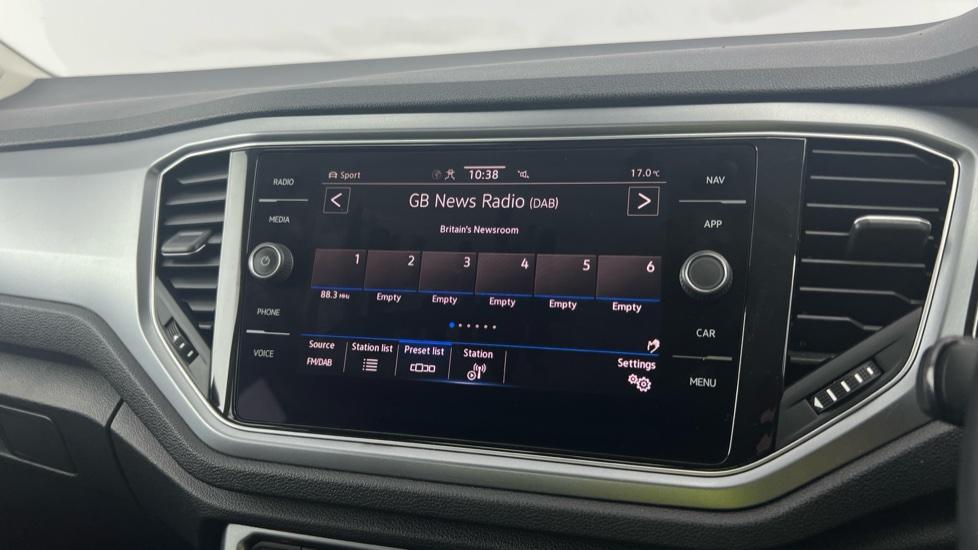 RADIO
MEDIA
PHONE
VOICE
Sport
10:38
17.0°C
< GB News Radio (DAB) >
Britain's Newsroom
1 2 3 4 5 6
88.3 MHz Empty Empty Empty Empty Empty
Source Station list Preset list Station Settings
FM/DAB
NAV
APP
CAR
MENU